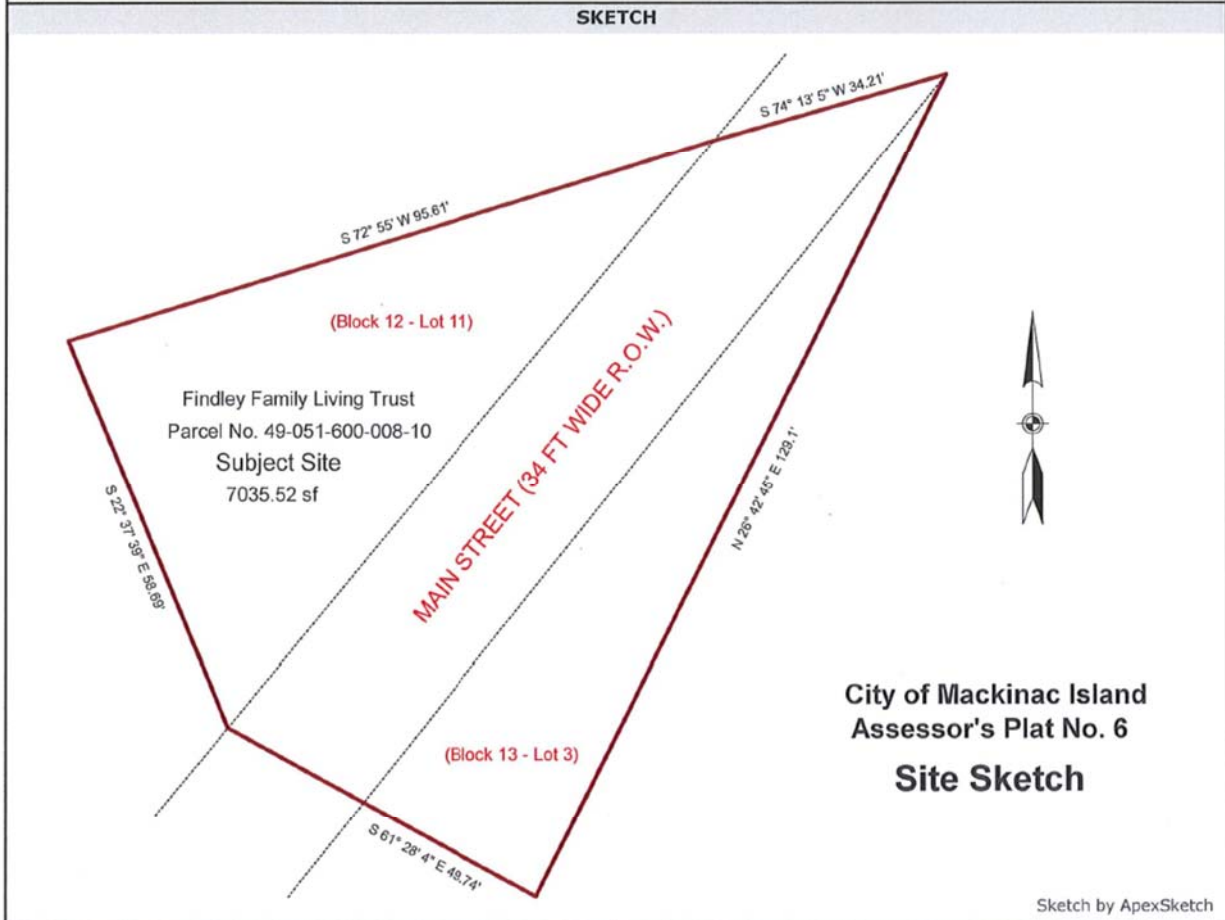 SKETCH
S 74° 13' 5" W 34.21'
S 72° 55' W 95.61'
(Block 12 - Lot 11)
Findley Family Living Trust
Parcel No. 49-051-600-008-10
Subject Site
7035.52 sf
MAIN STREET (34 FT WIDE R.O.W.)
N 26° 42' 45" E 129.1'
S 22° 37' 39" E 58.69'
(Block 13 - Lot 3)
S 61° 28' 4" E 49.74'
City of Mackinac Island
Assessor's Plat No. 6
Site Sketch
Sketch by ApexSketch